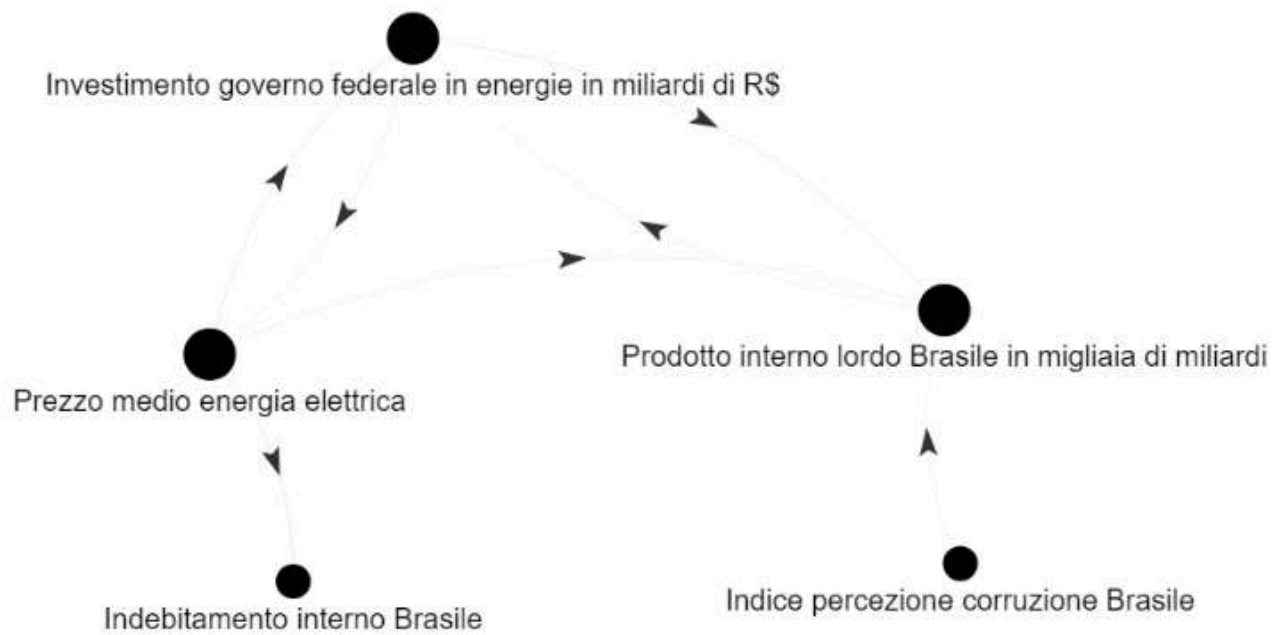 Investimento governo federale in energie in miliardi di R$
Prodotto interno lordo Brasile in migliaia di miliardi
Prezzo medio energia elettrica
Indice percezione corruzione Brasile
Indebitamento interno Brasile